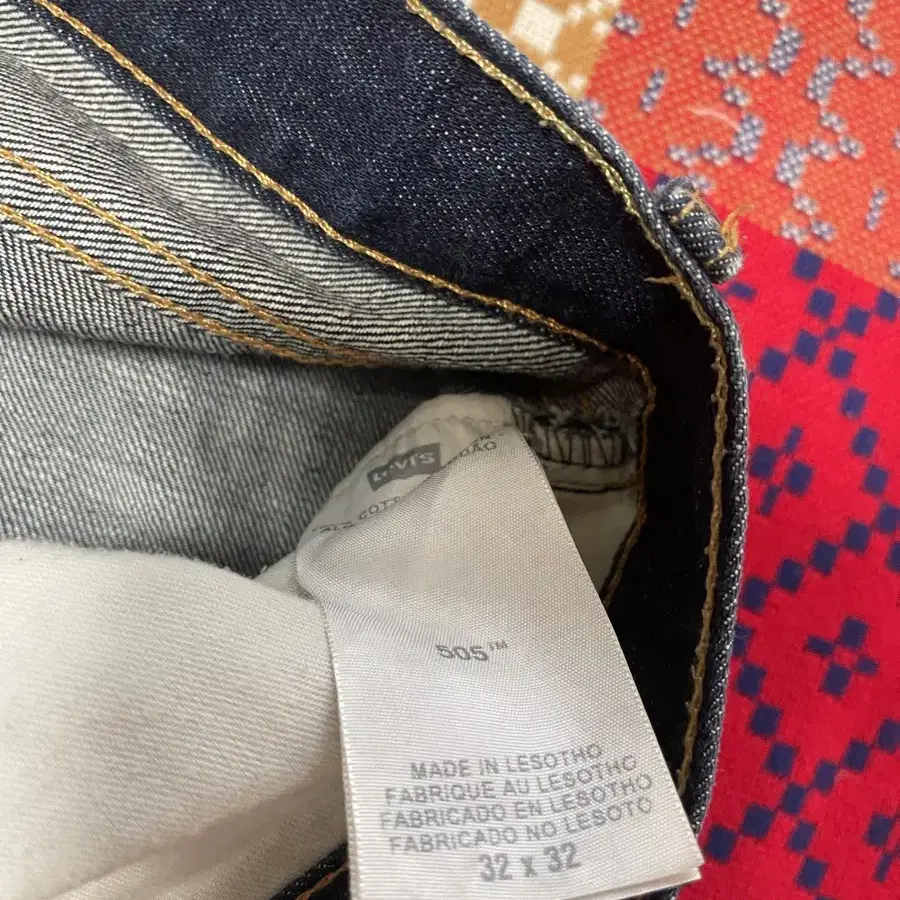 Levi's
505™
MADE IN LESOTHO
FABRIQUE AU LESOTHO
FABRICADO EN LESOTHO
FABRICADO NO LESOTO
32 x 32